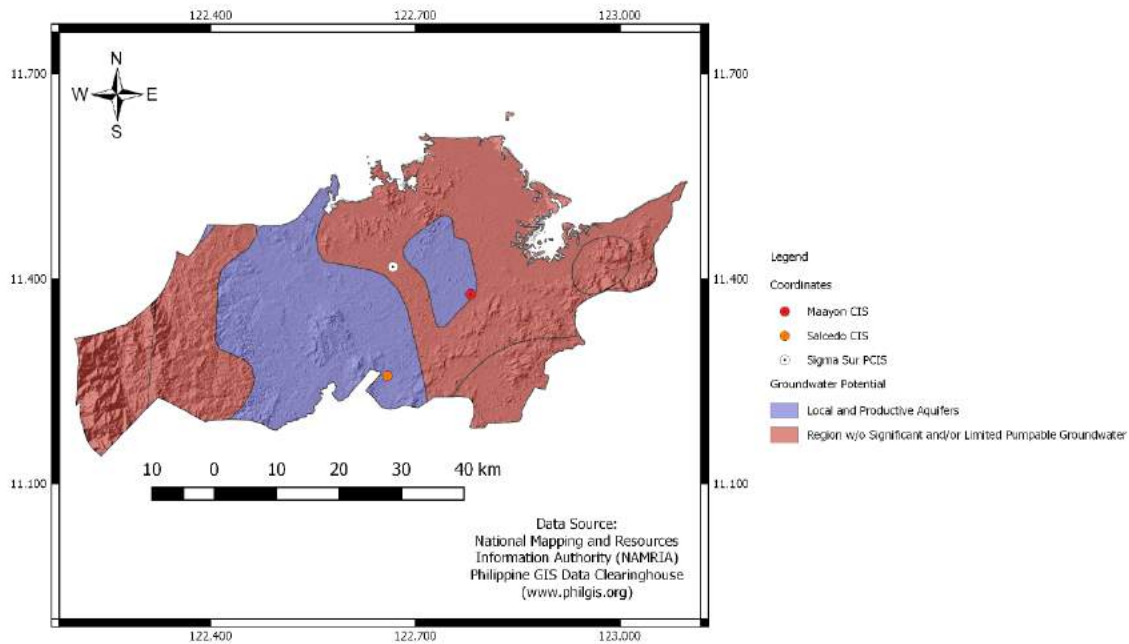 122.400 122.700 123.000
11.700 11.700
N
W E
S
11.400 11.400
Legend
Coordinates
Maayon CIS
Salcedo CIS
Sigma Sur PCIS
Groundwater Potential
Local and Productive Aquifers
Region w/o Significant and/or Limited Pumpable Groundwater
10 0 10 20 30 40 km
11.100 11.100
Data Source:
National Mapping and Resources
Information Authority (NAMRIA)
Philippine GIS Data Clearinghouse
(www.philgis.org)
122.400 122.700 123.000